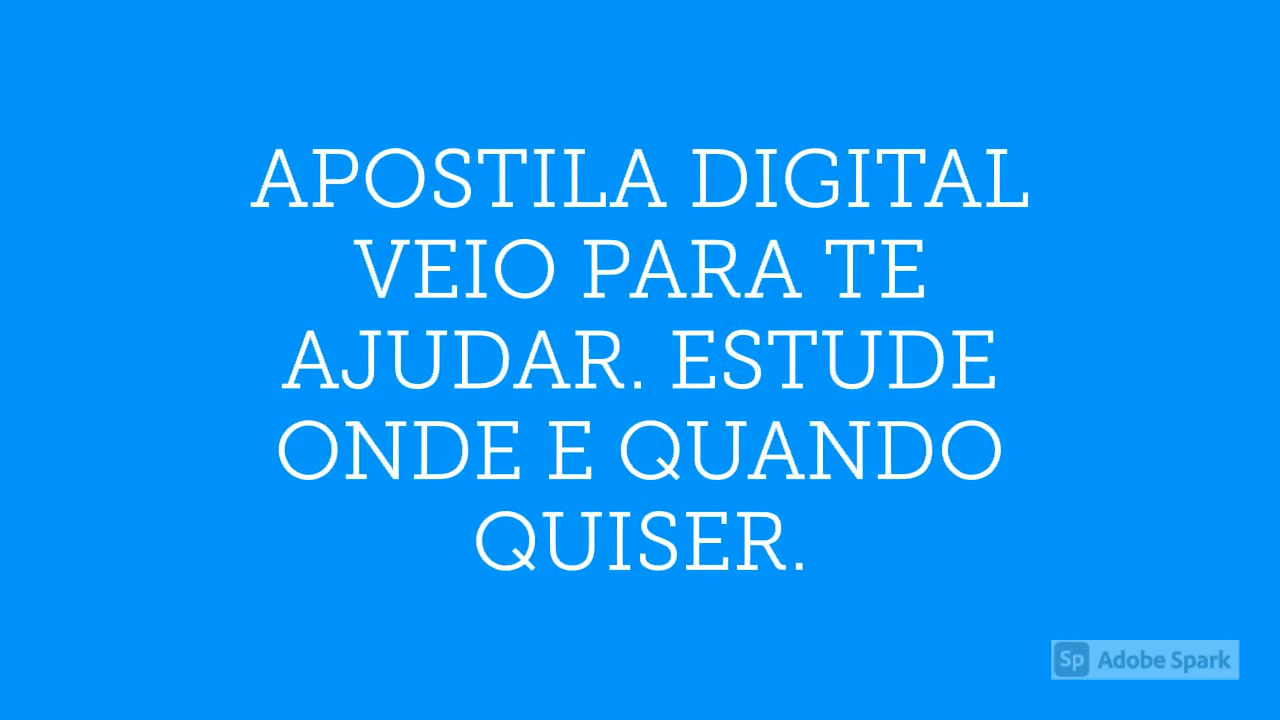 APOSTILA DIGITAL
VEIO PARA TE
AJUDAR. ESTUDE
ONDE E QUANDO
QUISER.
Sp Adobe Spark